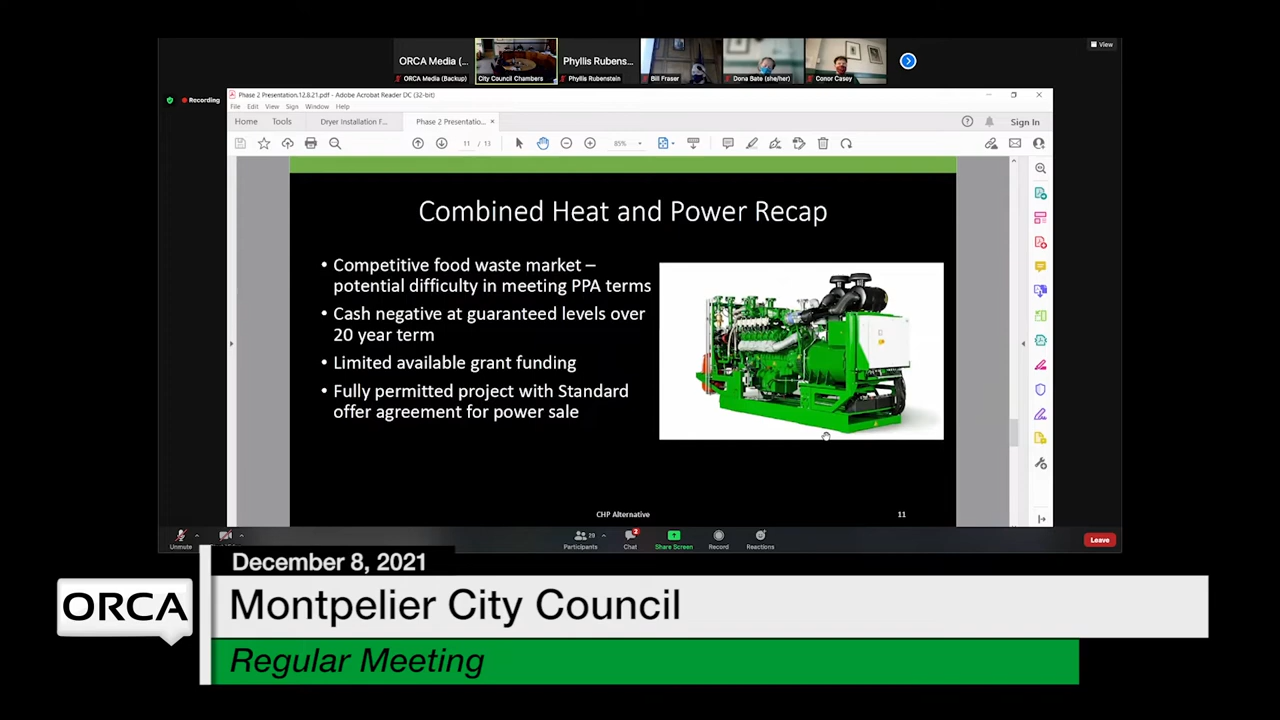 ORCA Media (...
Phyllis Rubens...
View
ORCA Media (Backup)
City Council Chambers
Phyllis Rubenstein
Bill Fraser
Dona Bate (she/her)
Conor Casey
Recording
Phase 2 Presentation.12.8.21.pdf - Adobe Acrobat Reader DC (32-bit)
File Edit View Sign Window Help
Home Tools Dryer Installation F... Phase 2 Presentatio... × Sign In
11 / 13 85%
Combined Heat and Power Recap
• Competitive food waste market –
potential difficulty in meeting PPA terms
• Cash negative at guaranteed levels over
20 year term
• Limited available grant funding
• Fully permitted project with Standard
offer agreement for power sale
CHP Alternative 11
Unmute
Participants 29
Chat 2
Share Screen
Record
Reactions
Leave
December 8, 2021
ORCA
Montpelier City Council
Regular Meeting